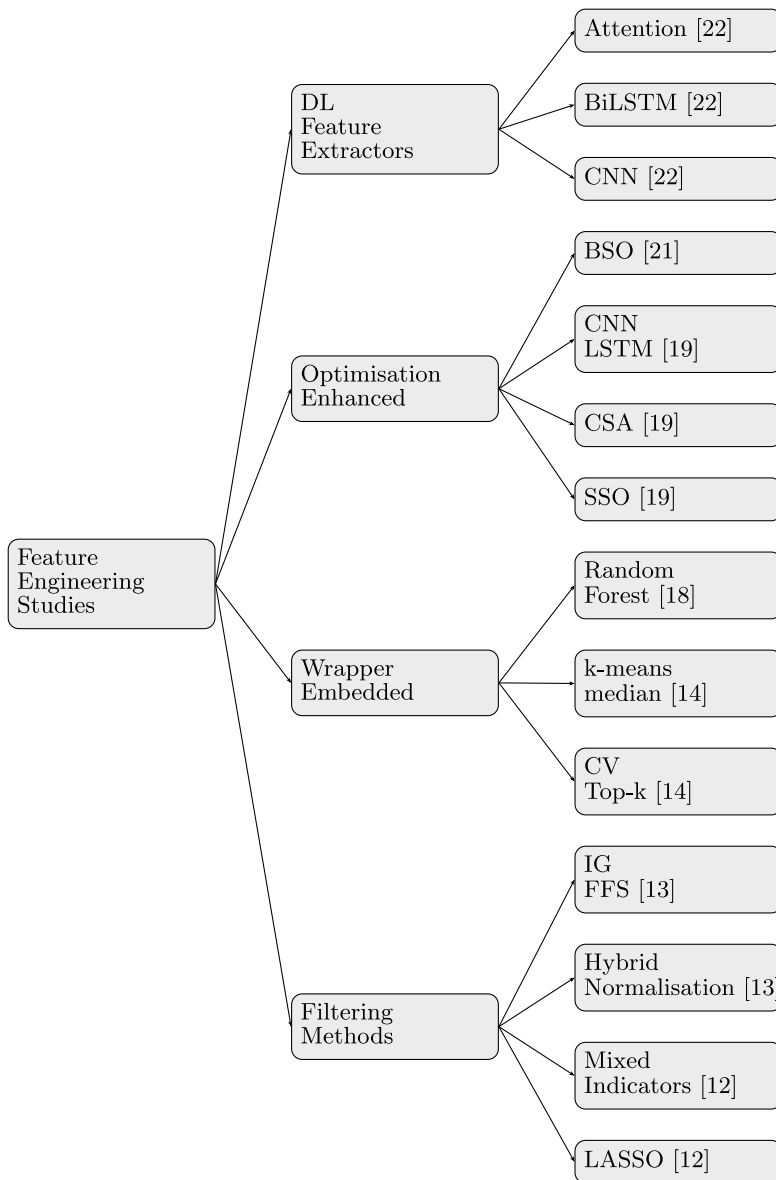 Attention [22]
DL
Feature
Extractors
BiLSTM [22]
CNN [22]
BSO [21]
CNN
LSTM [19]
Optimisation
Enhanced
CSA [19]
SSO [19]
Feature
Engineering
Studies
Random
Forest [18]
Wrapper
Embedded
k-means
median [14]
CV
Top-k [14]
IG
FFS [13]
Hybrid
Normalisation [13]
Filtering
Methods
Mixed
Indicators [12]
LASSO [12]